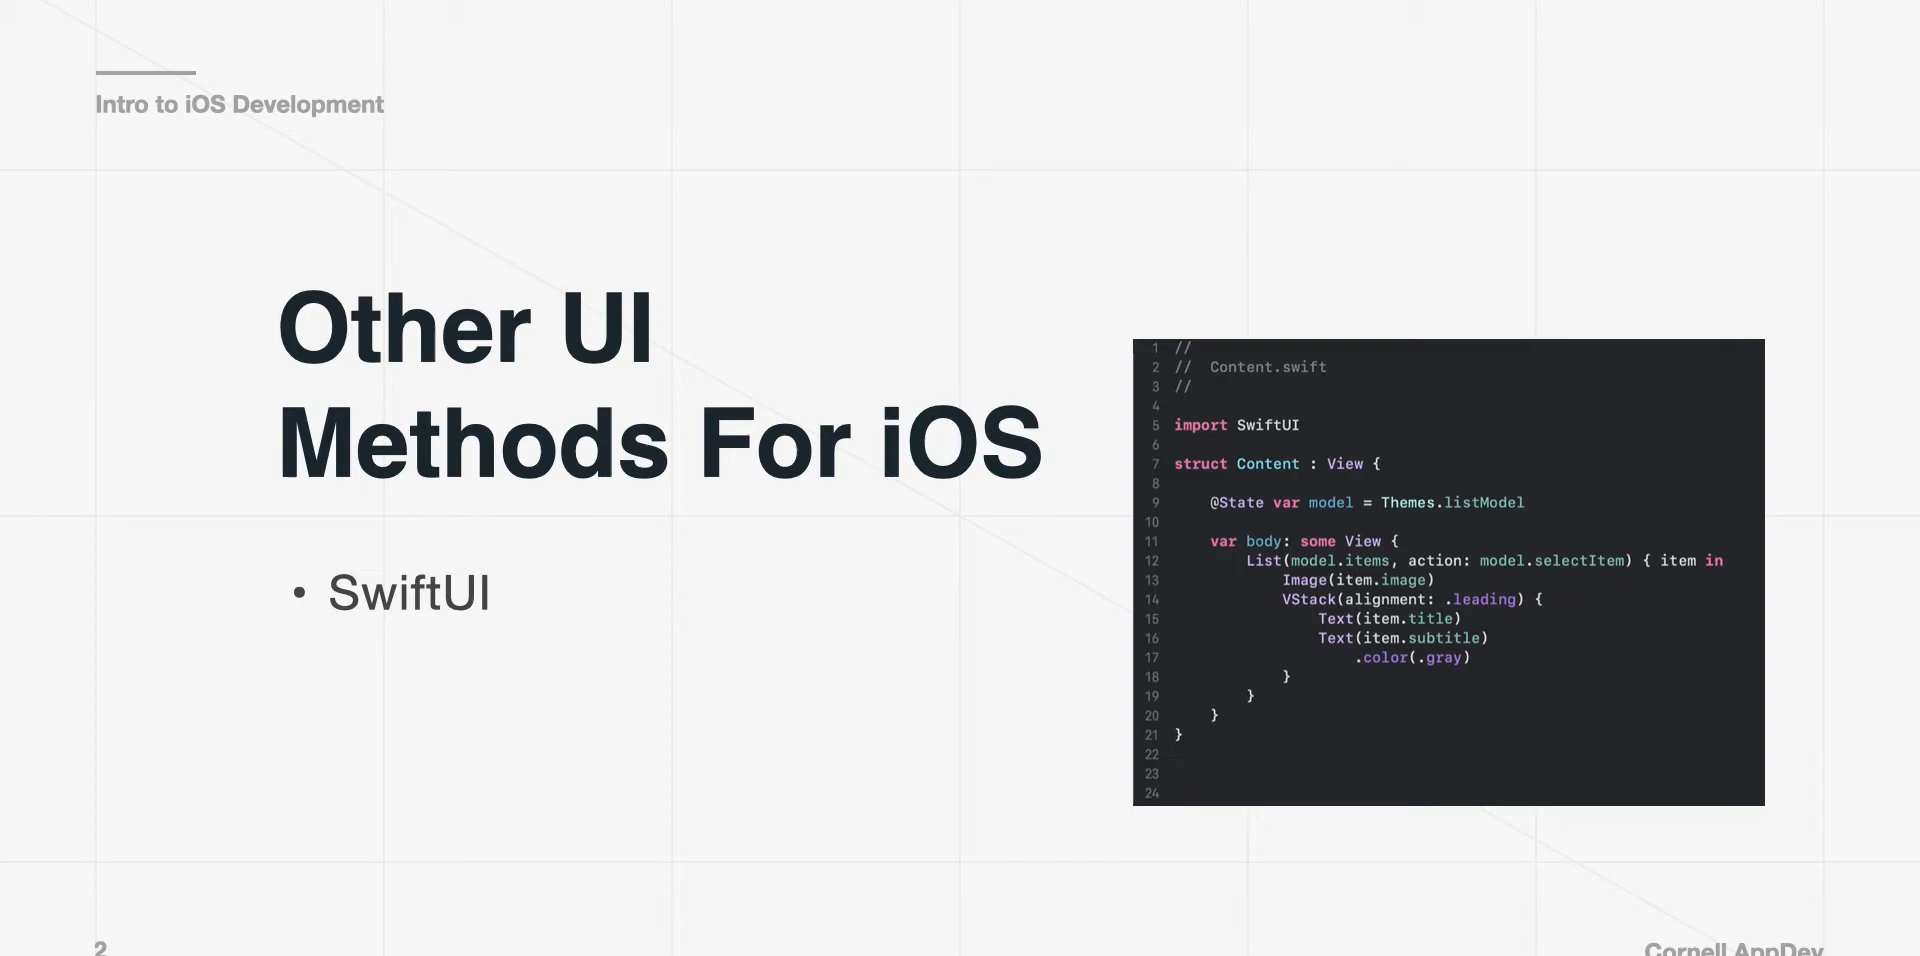 Intro to iOS Development
Other UI
Methods For iOS
• SwiftUI
1 //
2 //  Content.swift
3 //
4
5 import SwiftUI
6
7 struct Content : View {
8
9     @State var model = Themes.listModel
10
11     var body: some View {
12         List(model.items, action: model.selectItem) { item in
13             Image(item.image)
14             VStack(alignment: .leading) {
15                 Text(item.title)
16                 Text(item.subtitle)
17                     .color(.gray)
18             }
19         }
20     }
21 }
22
23
24
2
Cornell AppDev